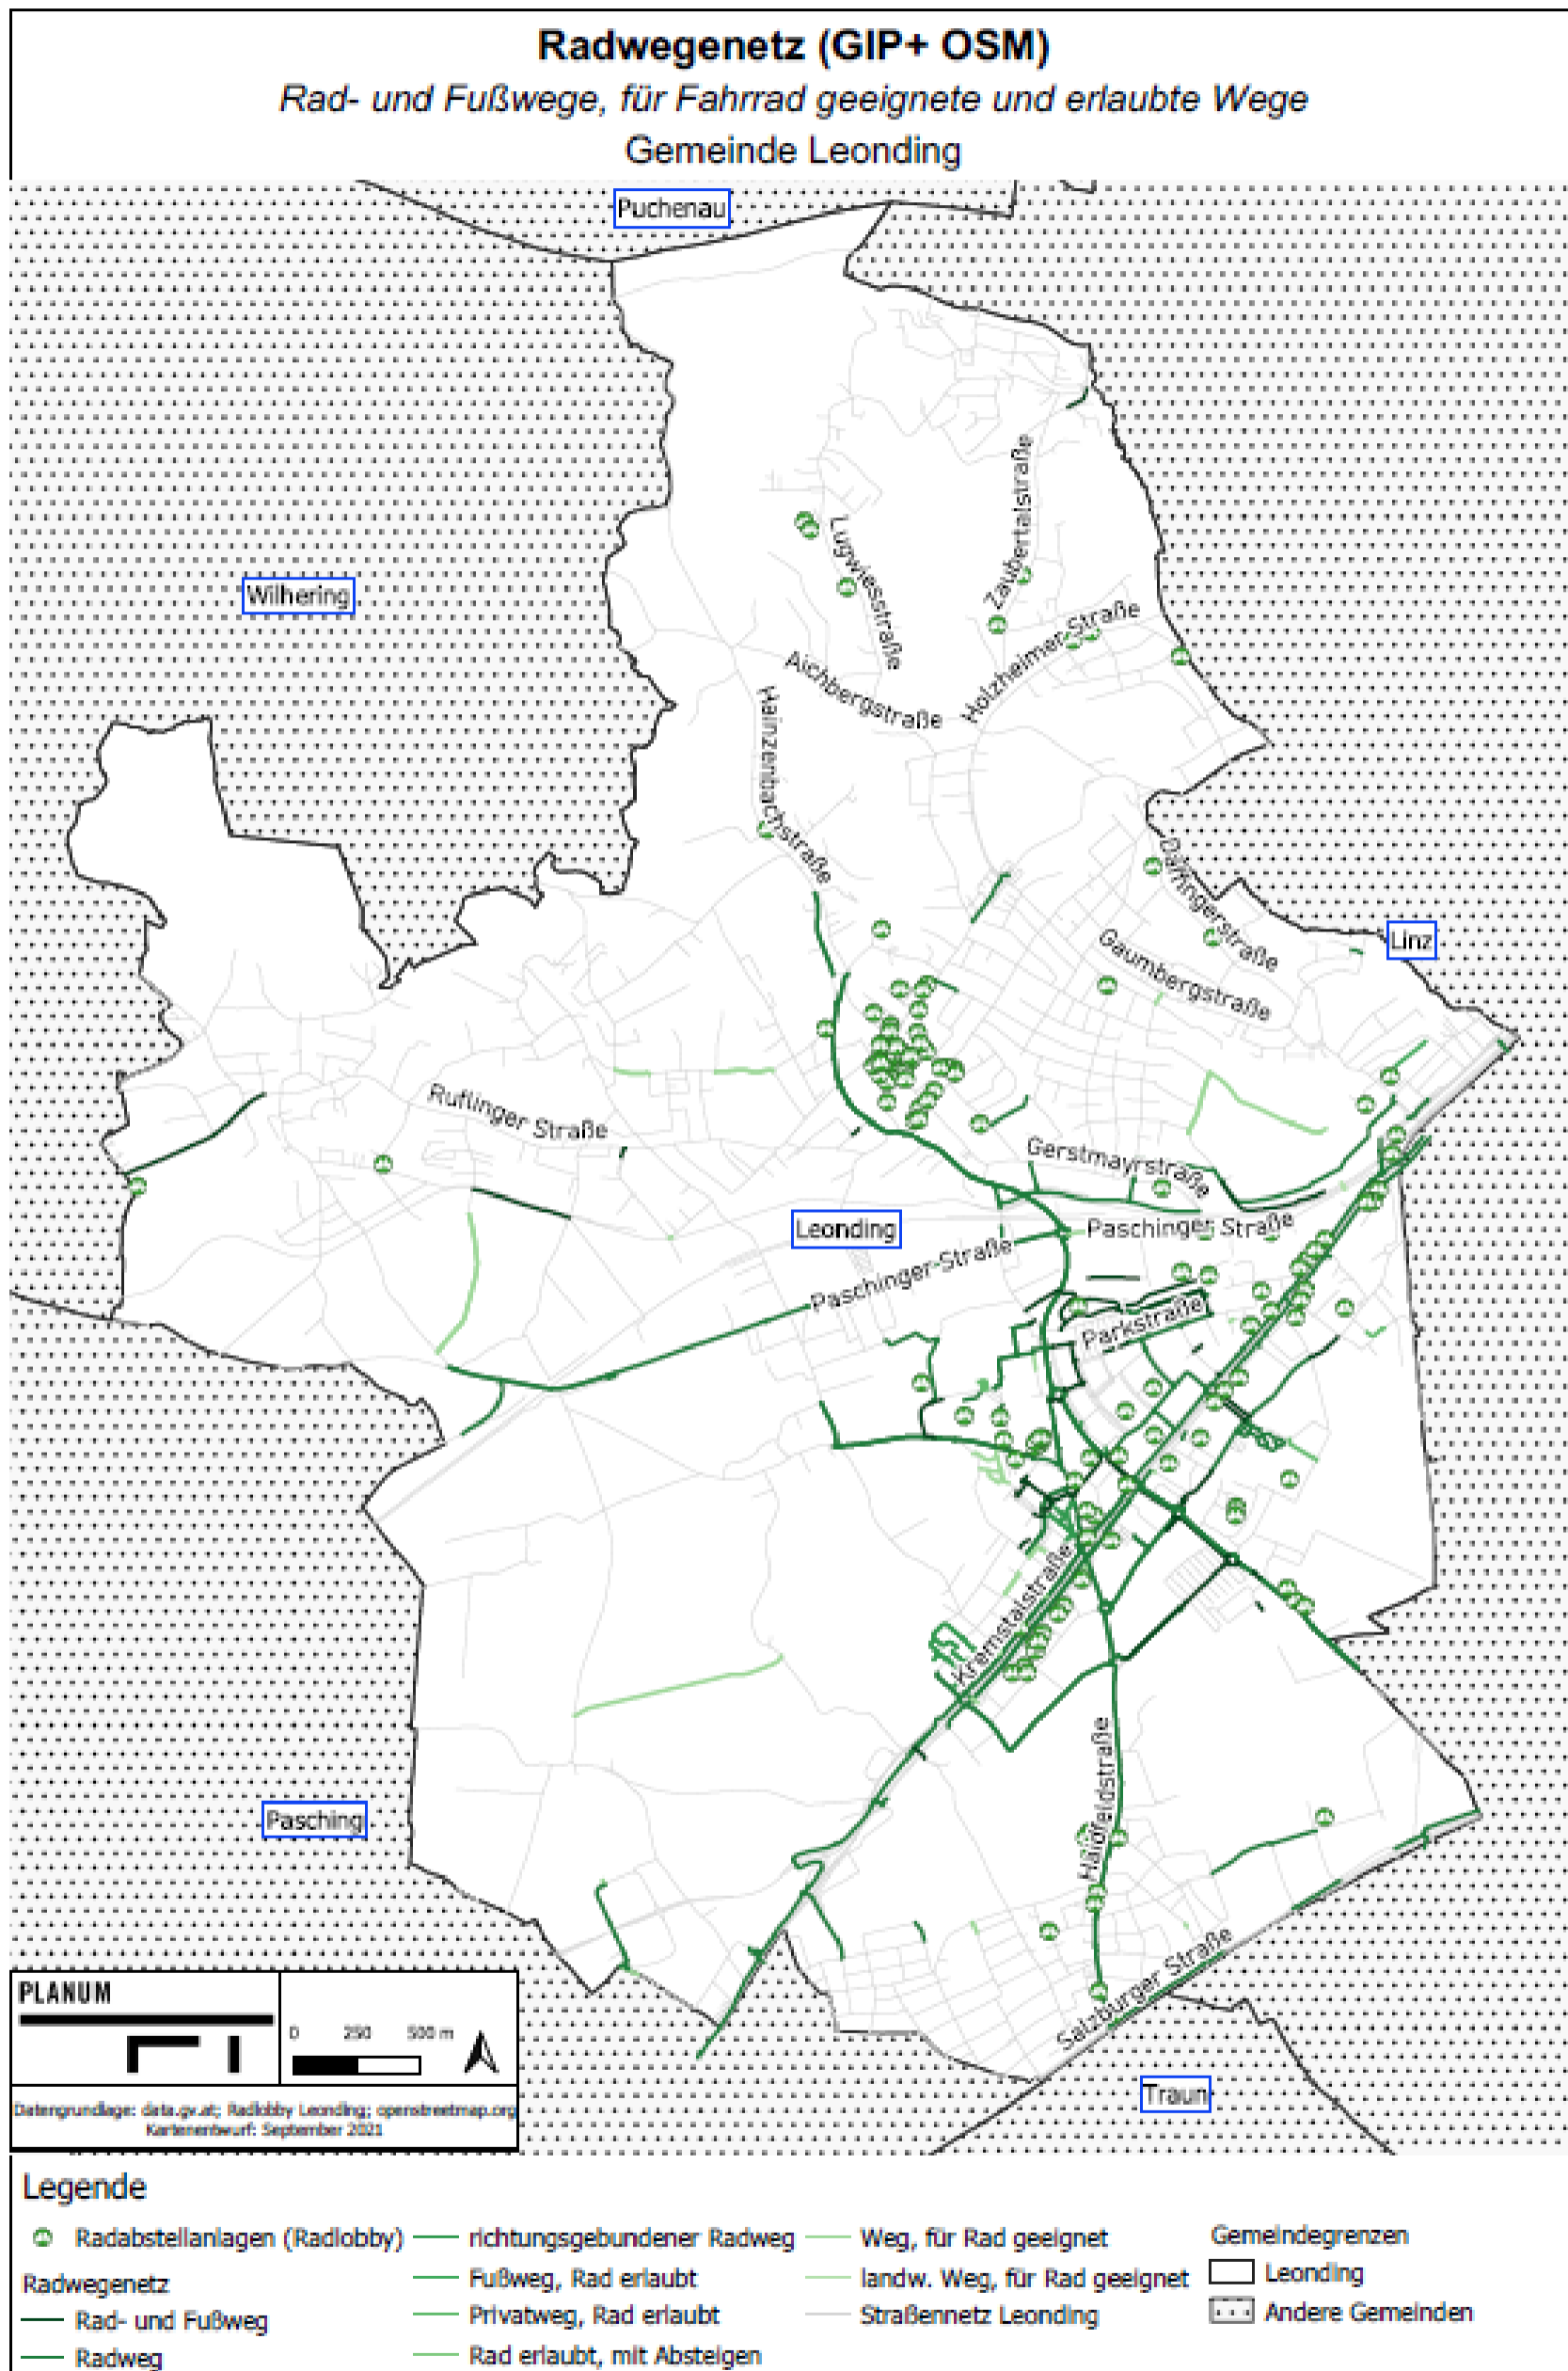 Radwegenetz (GIP+ OSM)
Rad- und Fußwege, für Fahrrad geeignete und erlaubte Wege
Gemeinde Leonding
Puchenau
Wilhering
Zaubertalstraße
Lugwiesstraße
Holzheimer-Straße
Aichbergstraße
Hainzenbachstraße
Dallingerstraße
Linz
Gaumbergstraße
Ruflinger Straße
Gerstmayrstraße
Leonding
Paschinger Straße
Paschinger-Straße
Parkstraße
Kremstalstraße
Haidfeldstraße
Pasching
Salzburger Straße
Traun
PLANUM
0 250 500 m
Datengrundlage: data.gv.at; Radlobby Leonding; openstreetmap.org
Kartenentwurf: September 2021
Legende
Radabstellanlagen (Radlobby)
Radwegenetz
Rad- und Fußweg
Radweg
richtungsgebundener Radweg
Fußweg, Rad erlaubt
Privatweg, Rad erlaubt
Rad erlaubt, mit Absteigen
Weg, für Rad geeignet
landw. Weg, für Rad geeignet
Straßennetz Leonding
Gemeindegrenzen
Leonding
Andere Gemeinden